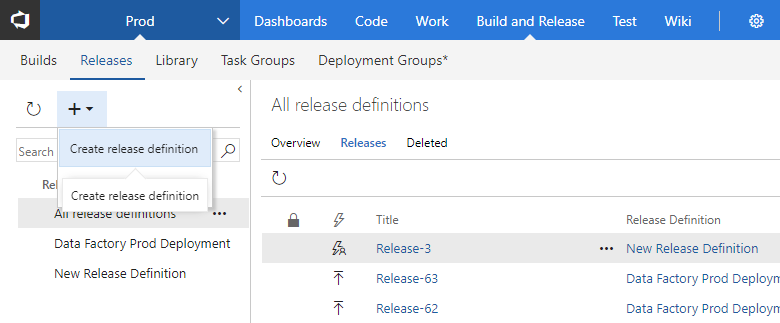 Prod Dashboards Code Work Build and Release Test Wiki
Builds Releases Library Task Groups Deployment Groups*
All release definitions
Overview Releases Deleted
Search
Create release definition
Create release definition
Rel
All release definitions
Data Factory Prod Deployment
New Release Definition
Title Release Definition
Release-3 New Release Definition
Release-63 Data Factory Prod Deploym
Release-62 Data Factory Prod Deploym